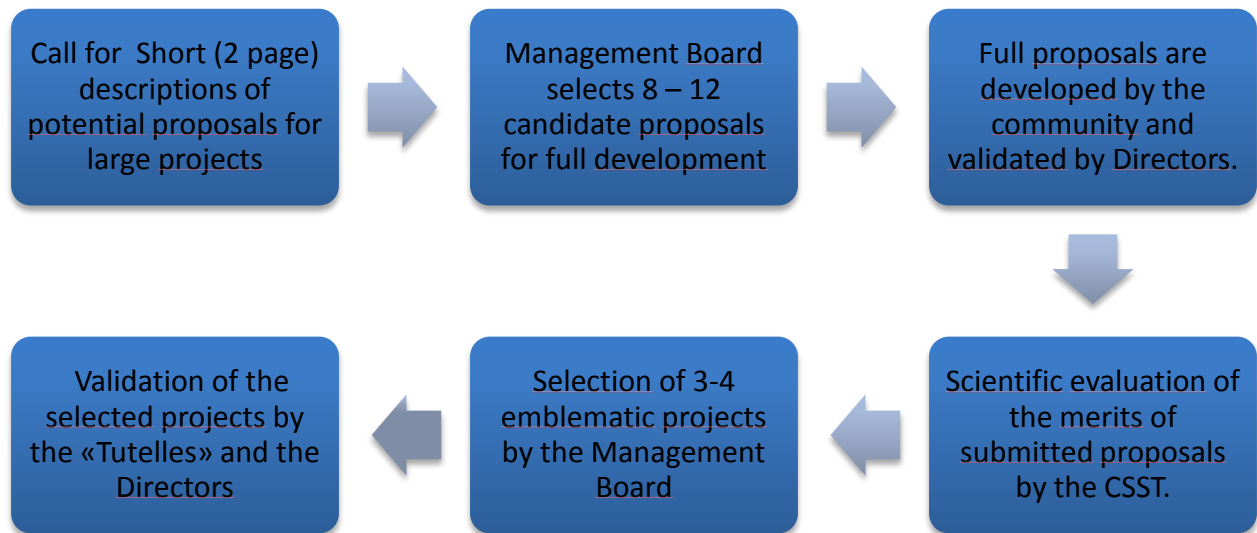 Call for Short (2 page)
descriptions of
potential proposals for
large projects
Management Board
selects 8 – 12
candidate proposals
for full development
Full proposals are
developed by the
community and
validated by Directors.
Scientific evaluation of
the merits of
submitted proposals
by the CSST.
Selection of 3-4
emblematic projects
by the Management
Board
Validation of the
selected projects by
the «Tutelles» and the
Directors